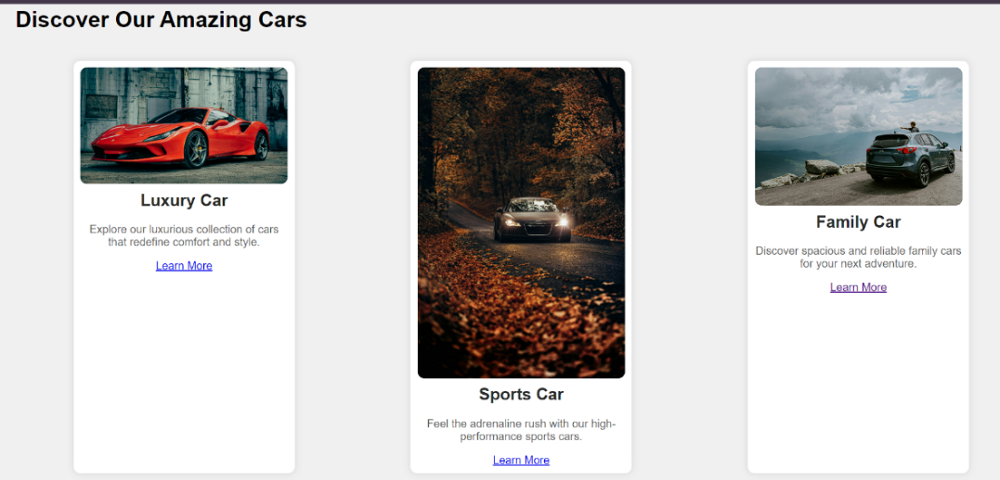 Discover Our Amazing Cars
Luxury Car
Explore our luxurious collection of cars
that redefine comfort and style.
Learn More
Sports Car
Feel the adrenaline rush with our high-
performance sports cars.
Learn More
Family Car
Discover spacious and reliable family cars
for your next adventure.
Learn More